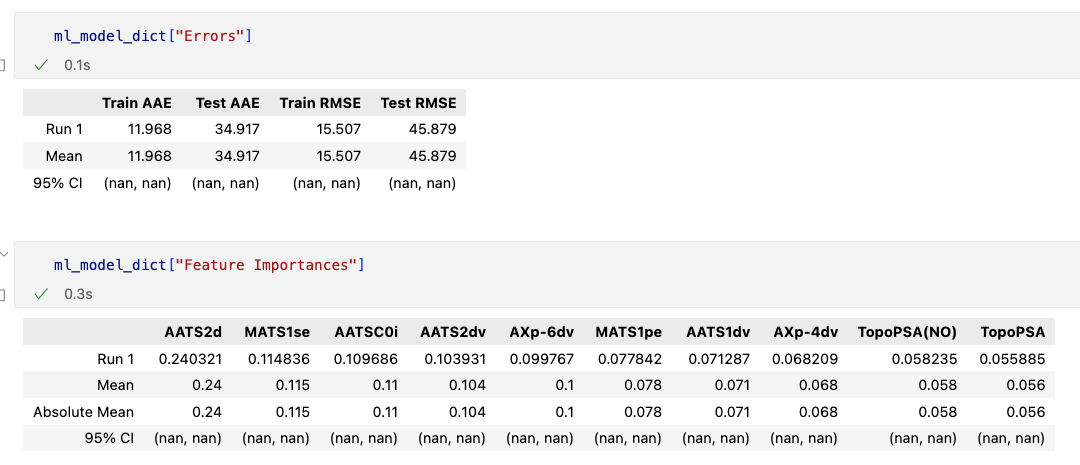 ml_model_dict["Errors"]
0.1s
Train AAE Test AAE Train RMSE Test RMSE
Run 1 11.968 34.917 15.507 45.879
Mean 11.968 34.917 15.507 45.879
95% CI (nan, nan) (nan, nan) (nan, nan) (nan, nan)
ml_model_dict["Feature Importances"]
0.3s
AATS2d MATS1se AATSC0i AATS2dv AXp-6dv MATS1pe AATS1dv AXp-4dv TopoPSA(NO) TopoPSA
Run 1 0.240321 0.114836 0.109686 0.103931 0.099767 0.077842 0.071287 0.068209 0.058235 0.055885
Mean 0.24 0.115 0.11 0.104 0.1 0.078 0.071 0.068 0.058 0.056
Absolute Mean 0.24 0.115 0.11 0.104 0.1 0.078 0.071 0.068 0.058 0.056
95% CI (nan, nan) (nan, nan) (nan, nan) (nan, nan) (nan, nan) (nan, nan) (nan, nan) (nan, nan) (nan, nan) (nan, nan)